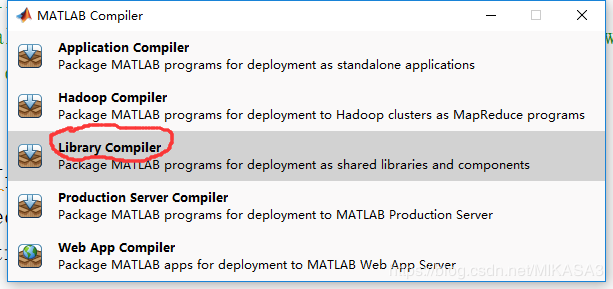 MATLAB Compiler
Application Compiler
Package MATLAB programs for deployment as standalone applications
Hadoop Compiler
Package MATLAB programs for deployment to Hadoop clusters as MapReduce programs
Library Compiler
Package MATLAB programs for deployment as shared libraries and components
Production Server Compiler
Package MATLAB programs for deployment to MATLAB Production Server
Web App Compiler
Package MATLAB apps for deployment to MATLAB Web App Server
https://blog.csdn.net/MIKASA3